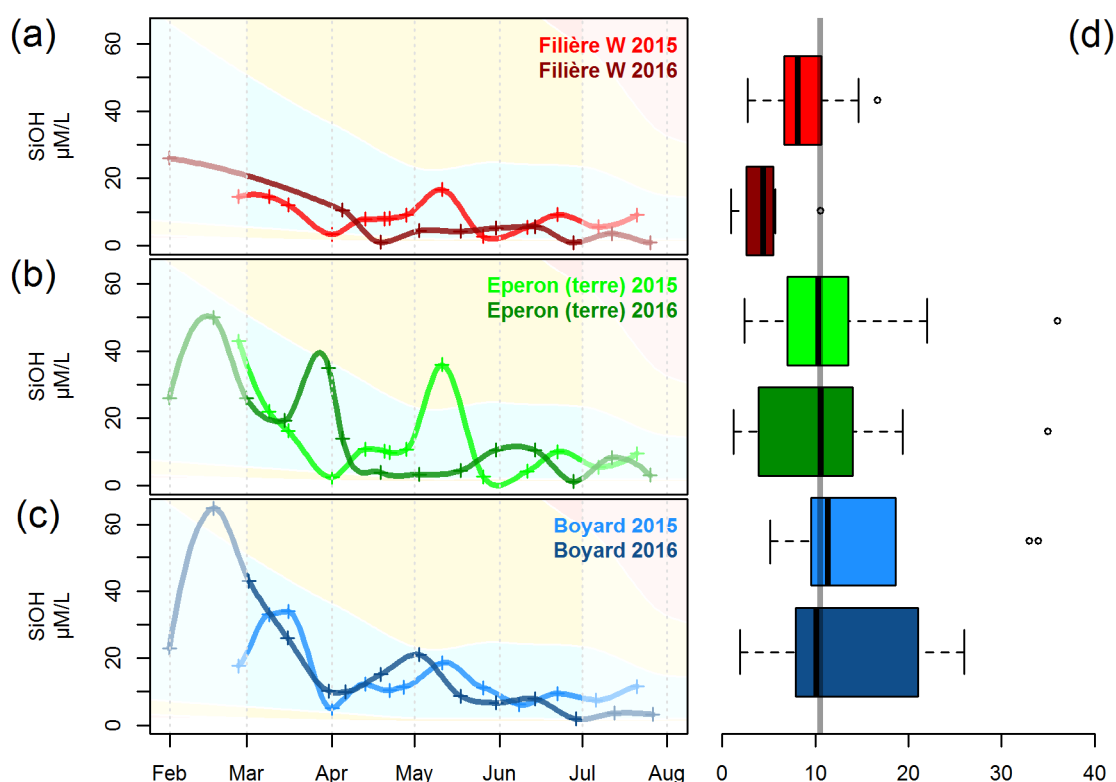 (a)
60
40
20
0
SiOH
µM/L
Filière W 2015
Filière W 2016
(b)
60
40
20
0
SiOH
µM/L
Eperon (terre) 2015
Eperon (terre) 2016
(c)
60
40
20
0
SiOH
µM/L
Boyard 2015
Boyard 2016
Feb Mar Apr May Jun Jul Aug
(d)
0 10 20 30 40